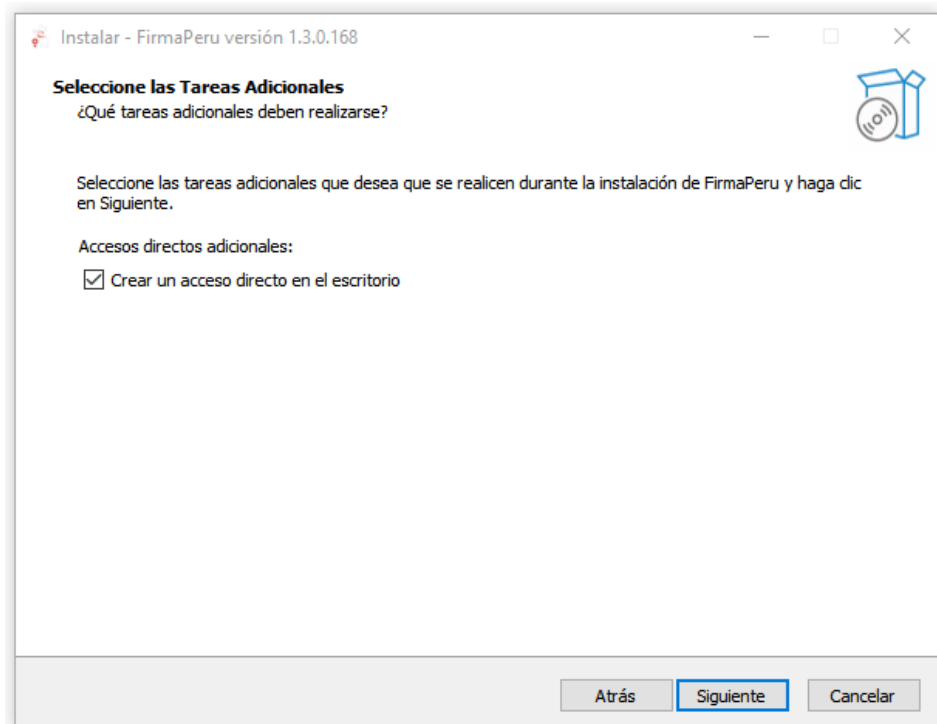 Instalar - FirmaPeru versión 1.3.0.168
Seleccione las Tareas Adicionales
¿Qué tareas adicionales deben realizarse?
Seleccione las tareas adicionales que desea que se realicen durante la instalación de FirmaPeru y haga clic
en Siguiente.
Accesos directos adicionales:
Crear un acceso directo en el escritorio
Atrás
Siguiente
Cancelar